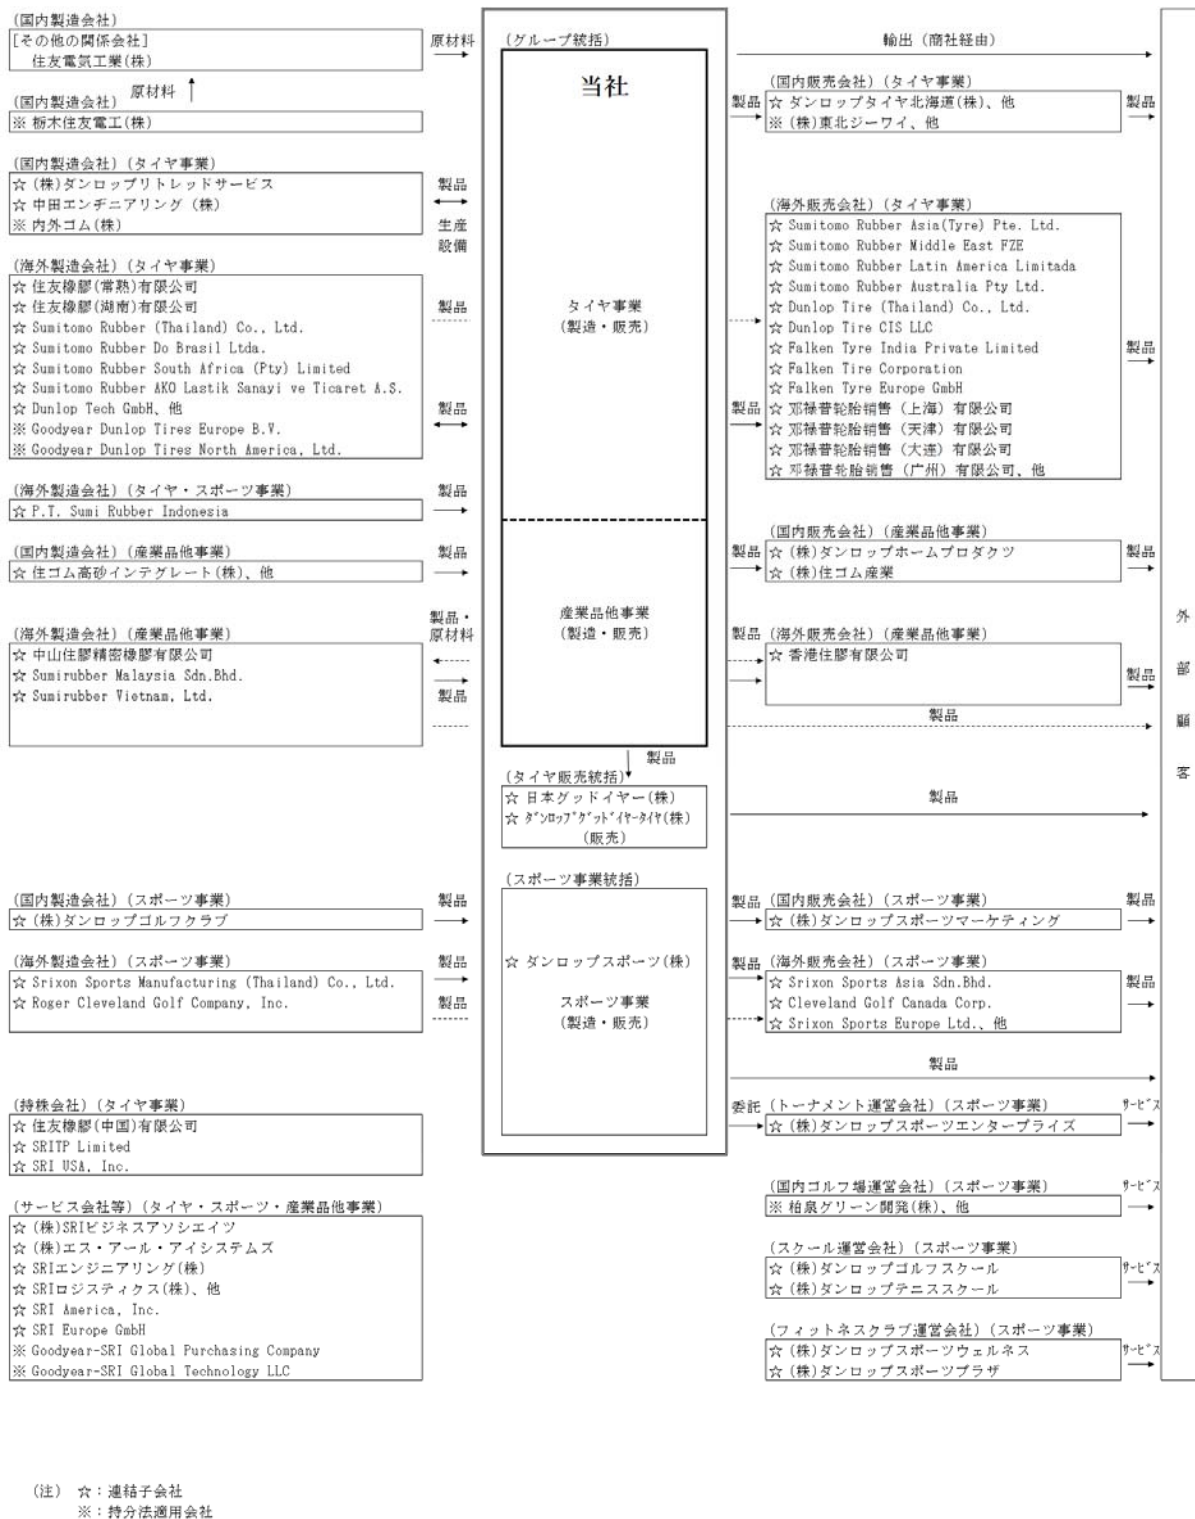 (国内製造会社)
[その他の関係会社]
住友電気工業(株)
原材料
原材料
(国内製造会社)
※ 栃木住友電工(株)
(国内製造会社)(タイヤ事業)
☆ (株)ダンロップリトレッドサービス
☆ 中田エンヂニアリング (株)
※ 内外ゴム(株)
製品
生産
設備
(海外製造会社)(タイヤ事業)
☆ 住友橡膠(常熟)有限公司
☆ 住友橡膠(湖南)有限公司
☆ Sumitomo Rubber (Thailand) Co., Ltd.
☆ Sumitomo Rubber Do Brasil Ltda.
☆ Sumitomo Rubber South Africa (Pty) Limited
☆ Sumitomo Rubber AKO Lastik Sanayi ve Ticaret A.Ş.
☆ Dunlop Tech GmbH、他
※ Goodyear Dunlop Tires Europe B.V.
※ Goodyear Dunlop Tires North America, Ltd.
製品
製品
(海外製造会社)(タイヤ・スポーツ事業)
☆ P.T. Sumi Rubber Indonesia
製品
(国内製造会社)(産業品他事業)
☆ 住ゴム高砂インテグレート(株)、他
製品
(海外製造会社)(産業品他事業)
☆ 中山住膠精密橡膠有限公司
☆ Sumirubber Malaysia Sdn.Bhd.
☆ Sumirubber Vietnam, Ltd.
製品・
原材料
製品
(国内製造会社)(スポーツ事業)
☆ (株)ダンロップゴルフクラブ
製品
(海外製造会社)(スポーツ事業)
☆ Srixon Sports Manufacturing (Thailand) Co., Ltd.
☆ Roger Cleveland Golf Company, Inc.
製品
製品
(持株会社)(タイヤ事業)
☆ 住友橡膠(中国)有限公司
☆ SRITP Limited
☆ SRI USA, Inc.
(サービス会社等)(タイヤ・スポーツ・産業品他事業)
☆ (株)SRIビジネスアソシエイツ
☆ (株)エス・アール・アイシステムズ
☆ SRIエンジニアリング(株)
☆ SRIロジスティクス(株)、他
☆ SRI America, Inc.
☆ SRI Europe GmbH
※ Goodyear-SRI Global Purchasing Company
※ Goodyear-SRI Global Technology LLC
(グループ統括)
当社
タイヤ事業
(製造・販売)
産業品他事業
(製造・販売)
製品
(タイヤ販売統括)
☆ 日本グッドイヤー(株)
☆ ダンロップグッドイヤータイヤ(株)
(販売)
(スポーツ事業統括)
☆ ダンロップスポーツ(株)
スポーツ事業
(製造・販売)
輸出(商社経由)
(国内販売会社)(タイヤ事業)
製品
☆ ダンロップタイヤ北海道(株)、他
※ (株)東北ジーワイ、他
製品
(海外販売会社)(タイヤ事業)
☆ Sumitomo Rubber Asia(Tyre) Pte. Ltd.
☆ Sumitomo Rubber Middle East FZE
☆ Sumitomo Rubber Latin America Limitada
☆ Sumitomo Rubber Australia Pty Ltd.
☆ Dunlop Tire (Thailand) Co., Ltd.
☆ Dunlop Tire CIS LLC
☆ Falken Tyre India Private Limited
☆ Falken Tire Corporation
☆ Falken Tyre Europe GmbH
☆ 邓禄普轮胎销售(上海)有限公司
☆ 邓禄普轮胎销售(天津)有限公司
☆ 邓禄普轮胎销售(大连)有限公司
☆ 邓禄普轮胎销售(广州)有限公司、他
製品
製品
(国内販売会社)(産業品他事業)
製品
☆ (株)ダンロップホームプロダクツ
☆ (株)住ゴム産業
製品
製品
(海外販売会社)(産業品他事業)
☆ 香港住膠有限公司
製品
製品
製品
製品
(国内販売会社)(スポーツ事業)
☆ (株)ダンロップスポーツマーケティング
製品
製品
(海外販売会社)(スポーツ事業)
☆ Srixon Sports Asia Sdn.Bhd.
☆ Cleveland Golf Canada Corp.
☆ Srixon Sports Europe Ltd.、他
製品
製品
委託
(トーナメント運営会社)(スポーツ事業)
☆ (株)ダンロップスポーツエンタープライズ
サービス
(国内ゴルフ場運営会社)(スポーツ事業)
※ 柏泉グリーン開発(株)、他
サービス
(スクール運営会社)(スポーツ事業)
☆ (株)ダンロップゴルフスクール
☆ (株)ダンロップテニススクール
サービス
(フィットネスクラブ運営会社)(スポーツ事業)
☆ (株)ダンロップスポーツウェルネス
☆ (株)ダンロップスポーツプラザ
サービス
外
部
顧
客
(注) ☆:連結子会社
※:持分法適用会社